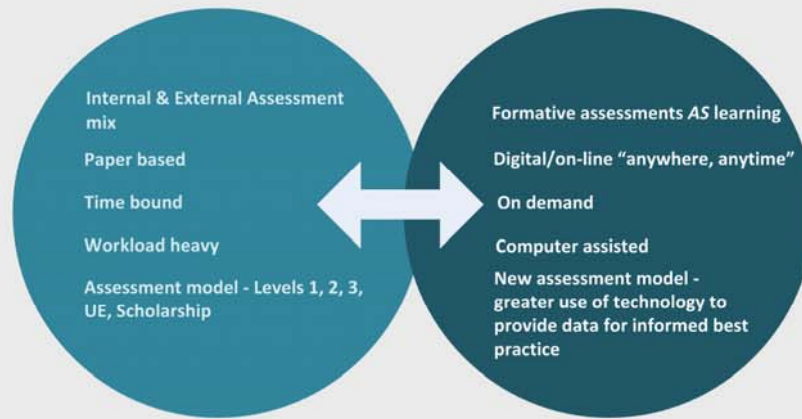 Internal & External Assessment
mix
Paper based
Time bound
Workload heavy
Assessment model - Levels 1, 2, 3,
UE, Scholarship
Formative assessments AS learning
Digital/on-line “anywhere, anytime”
On demand
Computer assisted
New assessment model -
greater use of technology to
provide data for informed best
practice